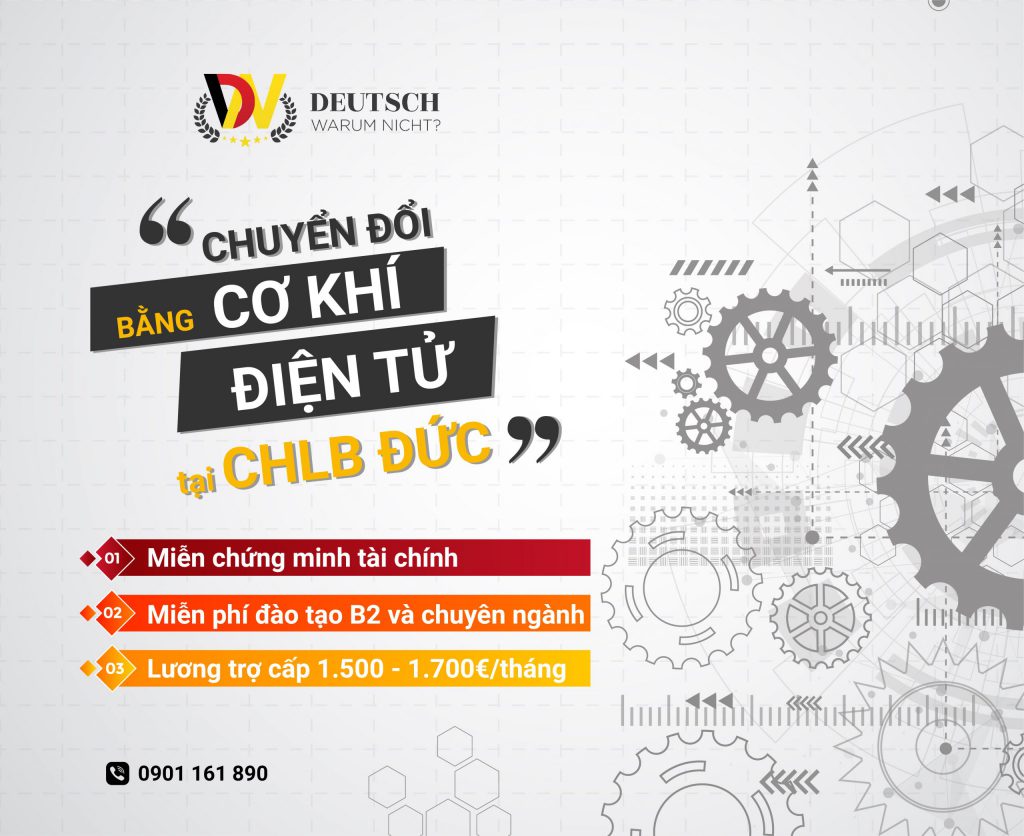 DV
DEUTSCH
WARUM NICHT?
“CHUYỂN ĐỔI
BẰNG CƠ KHÍ
ĐIỆN TỬ
tại CHLB ĐỨC”
01 Miễn chứng minh tài chính
02 Miễn phí đào tạo B2 và chuyên ngành
03 Lương trợ cấp 1.500 - 1.700€/tháng
0901 161 890